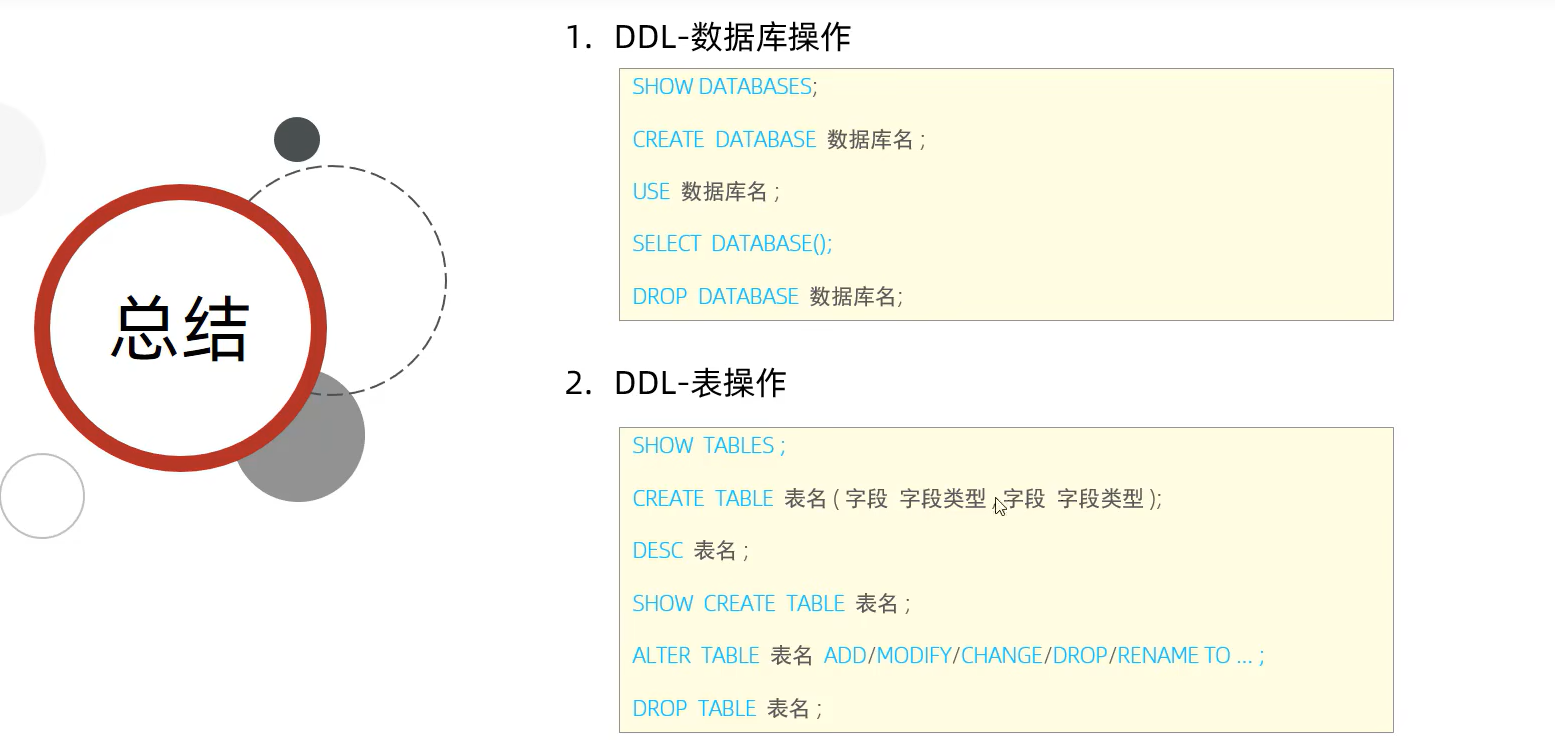 总结
1. DDL-数据库操作
SHOW DATABASES;
CREATE DATABASE 数据库名 ;
USE 数据库名 ;
SELECT DATABASE();
DROP DATABASE 数据库名;
2. DDL-表操作
SHOW TABLES ;
CREATE TABLE 表名 ( 字段 字段类型 , 字段 字段类型 );
DESC 表名 ;
SHOW CREATE TABLE 表名 ;
ALTER TABLE 表名 ADD/MODIFY/CHANGE/DROP/RENAME TO ... ;
DROP TABLE 表名 ;